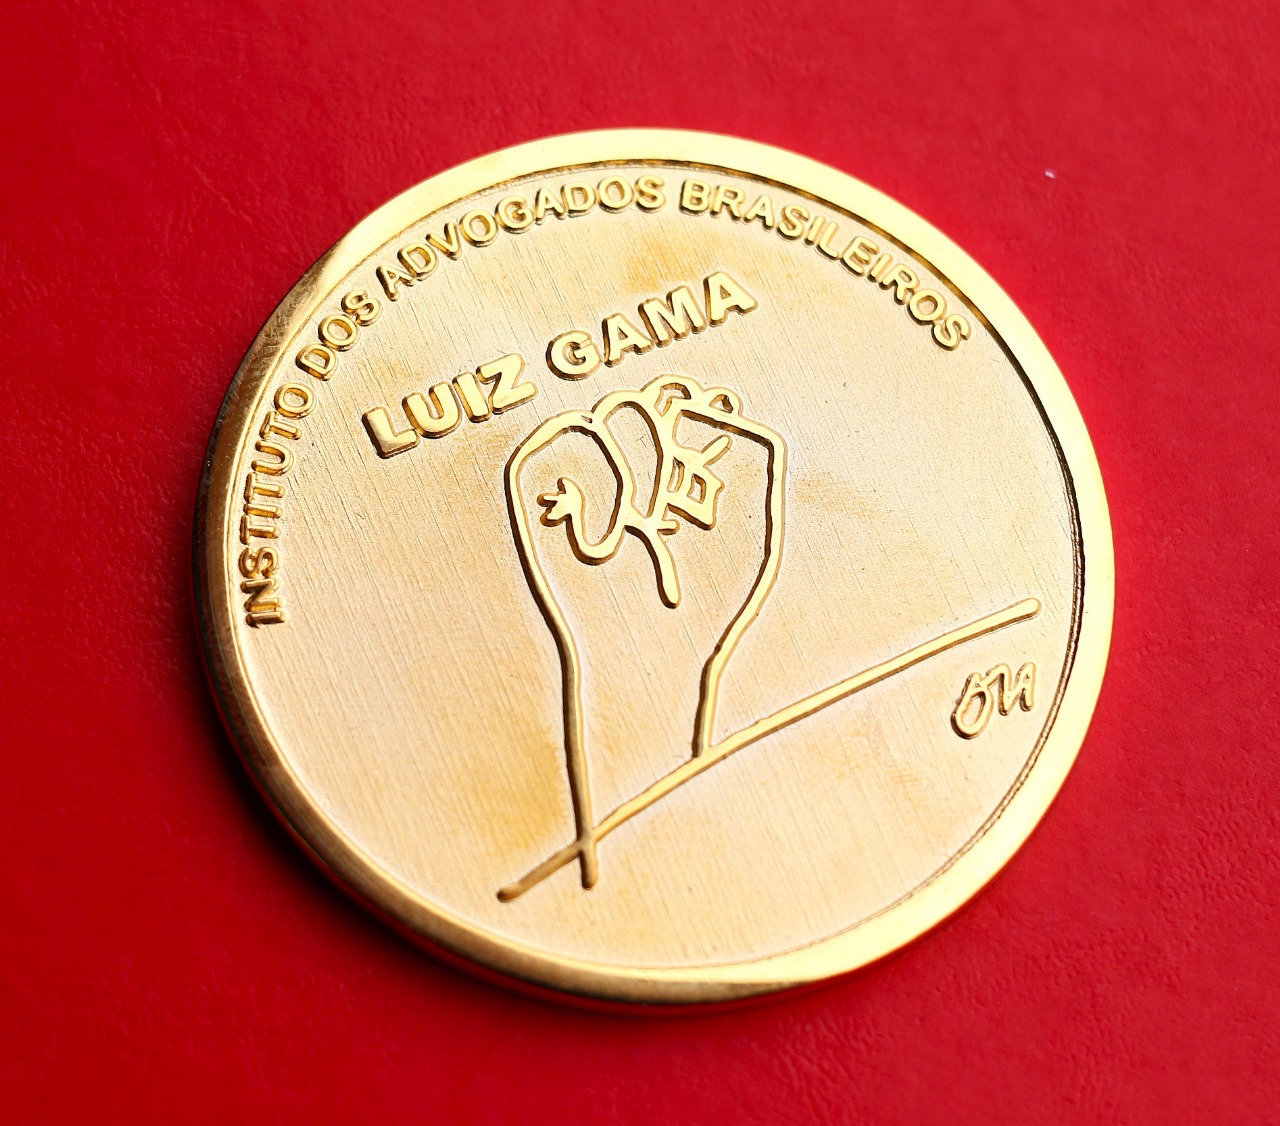 INSTITUTO DOS ADVOGADOS BRASILEIROS
LUIZ GAMA